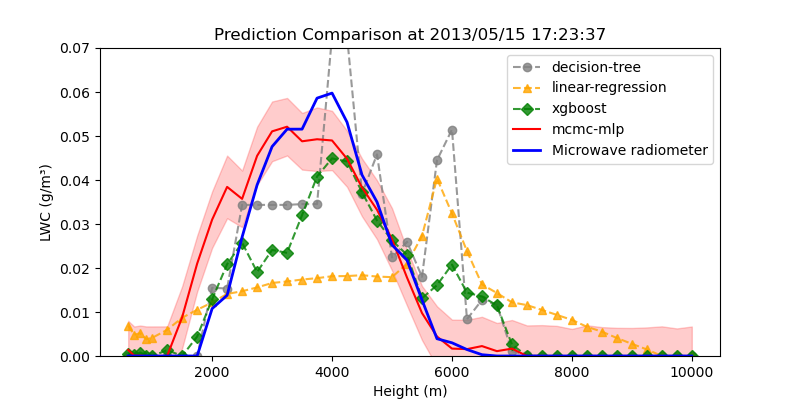 Prediction Comparison at 2013/05/15 17:23:37
0.07
0.06
0.05
0.04
0.03
0.02
0.01
0.00
LWC (g/m³)
decision-tree
linear-regression
xgboost
mcmc-mlp
Microwave radiometer
2000 4000 6000 8000 10000
Height (m)